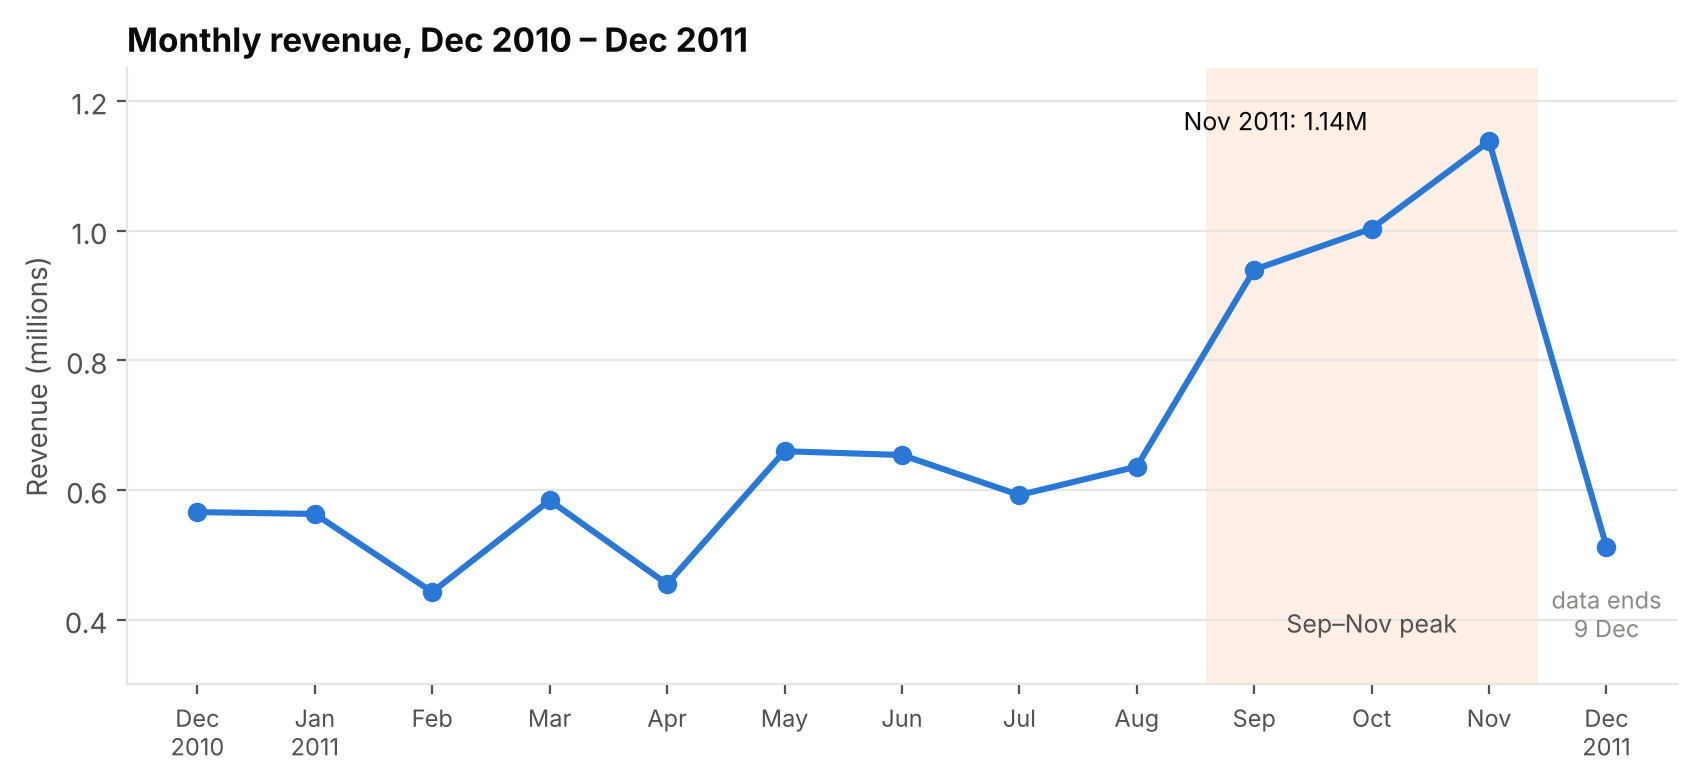 Monthly revenue, Dec 2010 – Dec 2011
Revenue (millions)
1.2
1.0
0.8
0.6
0.4
Nov 2011: 1.14M
Sep–Nov peak
data ends
9 Dec
Dec Jan Feb Mar Apr May Jun Jul Aug Sep Oct Nov Dec
2010 2011 2011